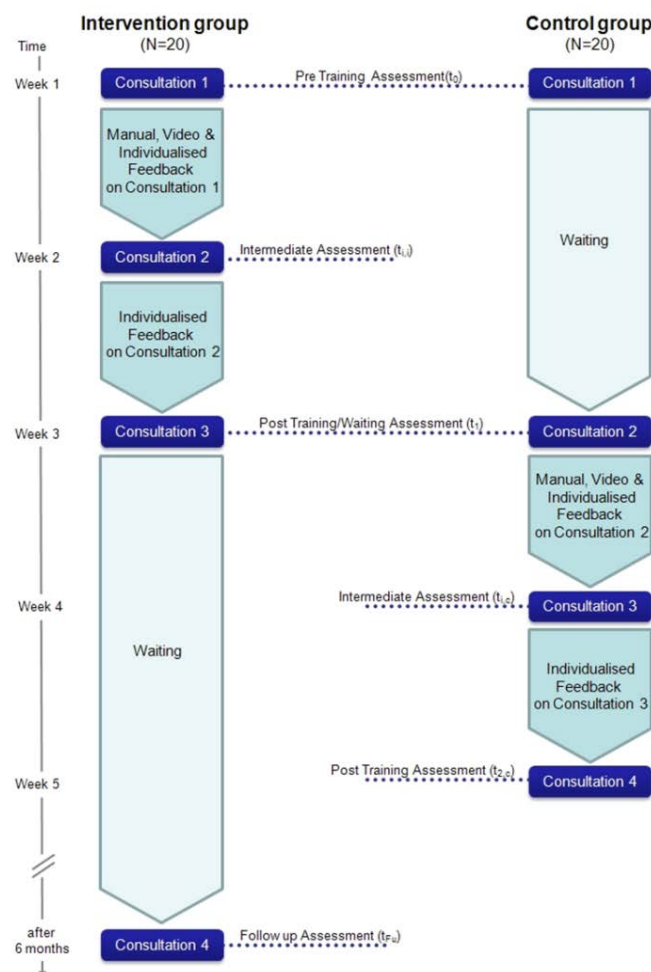 Intervention group
(N=20)
Control group
(N=20)
Time
Week 1
Consultation 1
Pre Training Assessment(t0)
Consultation 1
Manual, Video &
Individualised
Feedback
on Consultation 1
Waiting
Week 2
Consultation 2
Intermediate Assessment (ti,i)
Individualised
Feedback
on Consultation 2
Week 3
Consultation 3
Post Training/Waiting Assessment (t1)
Consultation 2
Manual, Video &
Individualised
Feedback
on Consultation 2
Week 4
Intermediate Assessment (ti,c)
Consultation 3
Waiting
Individualised
Feedback
on Consultation 3
Week 5
Post Training Assessment (t2,c)
Consultation 4
after
6 months
Consultation 4
Follow up Assessment (tFu)